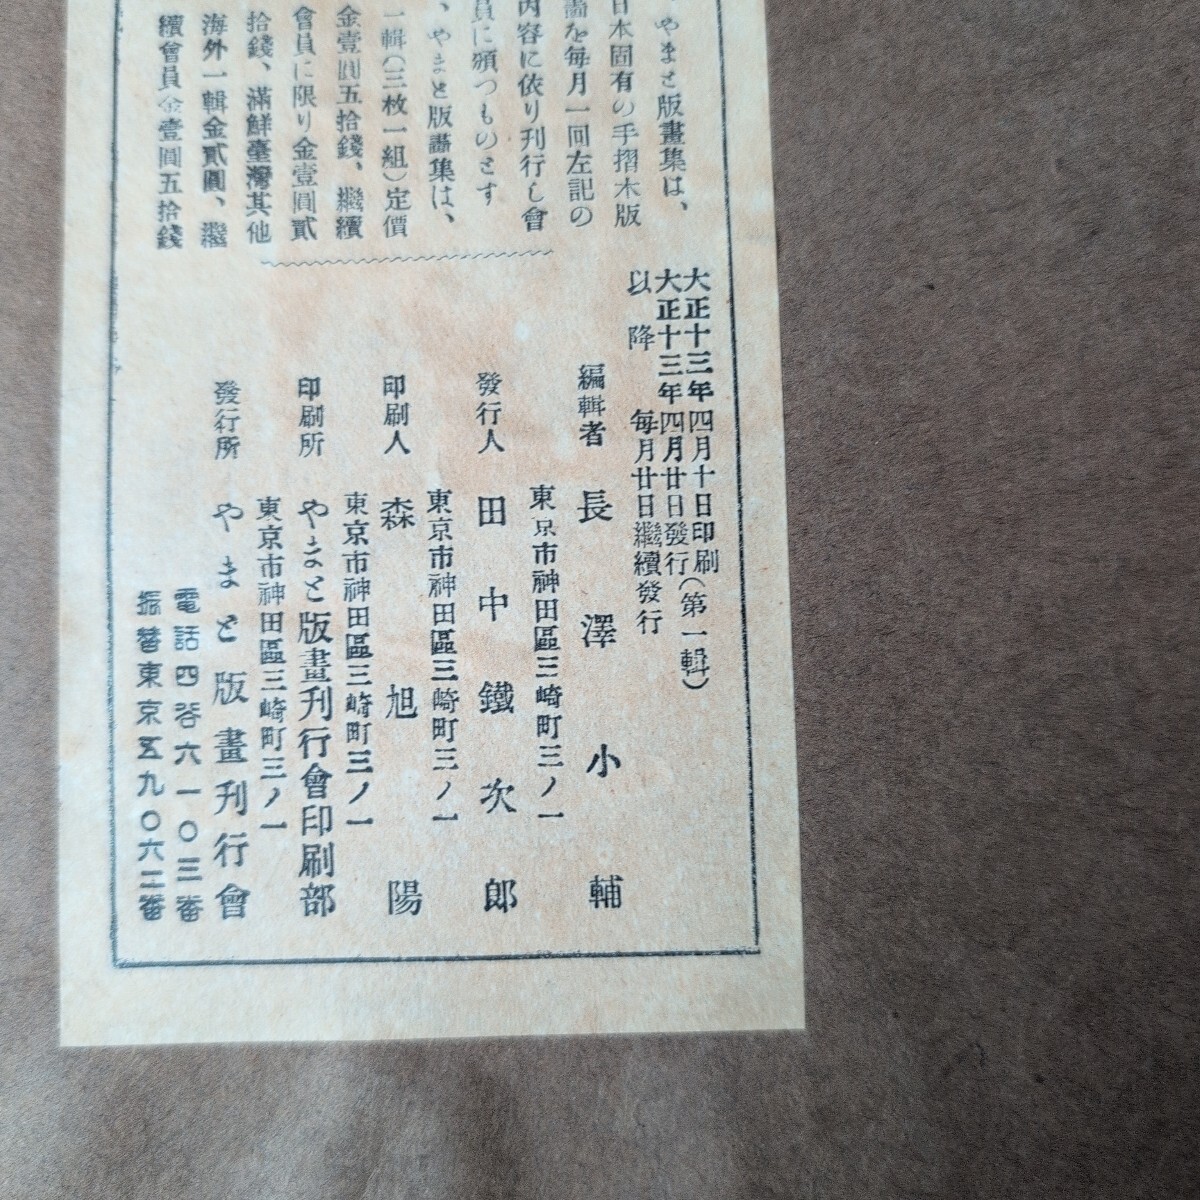 、やまと版畫集は、
日本固有の手摺木版
畵を毎月一回左記の
内容に依り刊行し會
員に頒つものとす
、やまと版畵集は、
一輯(三枚一組)定價
金壹圓五拾錢、繼續
會員に限り金壹圓貳
拾錢、滿鮮臺灣其他
海外一輯金貳圓、繼
續會員金壹圓五拾錢
大正十三年四月十日印刷(第一輯)
大正十三年四月廿日發行
以降 毎月廿日繼續發行
編輯者 長澤小輔
東京市神田區三崎町三ノ一
發行人 田中鐵次郎
東京市神田區三崎町三ノ一
印刷人 森旭陽
東京市神田區三崎町三ノ一
印刷所 やまと版畫刊行會印刷部
東京市神田區三崎町三ノ一
發行所 やまと版畫刊行會
電話四谷六一〇三番
振替東京五九〇六二番